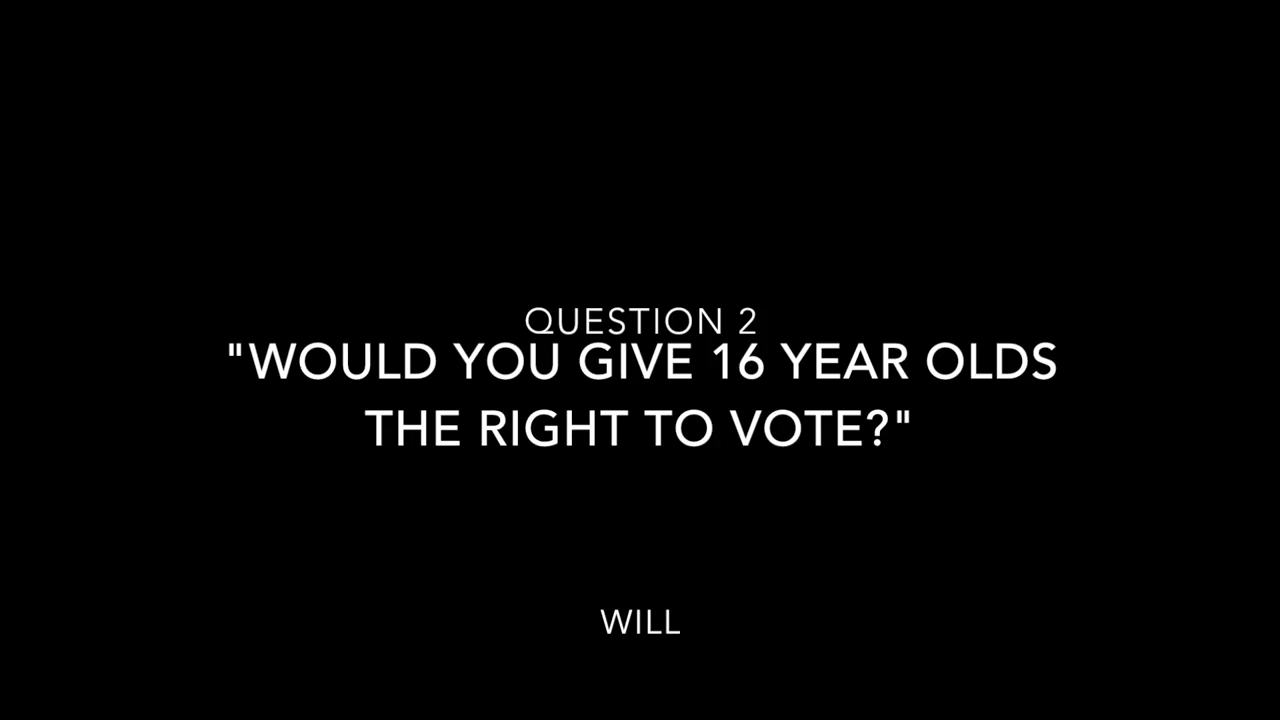 QUESTION 2
"WOULD YOU GIVE 16 YEAR OLDS
THE RIGHT TO VOTE?"
WILL